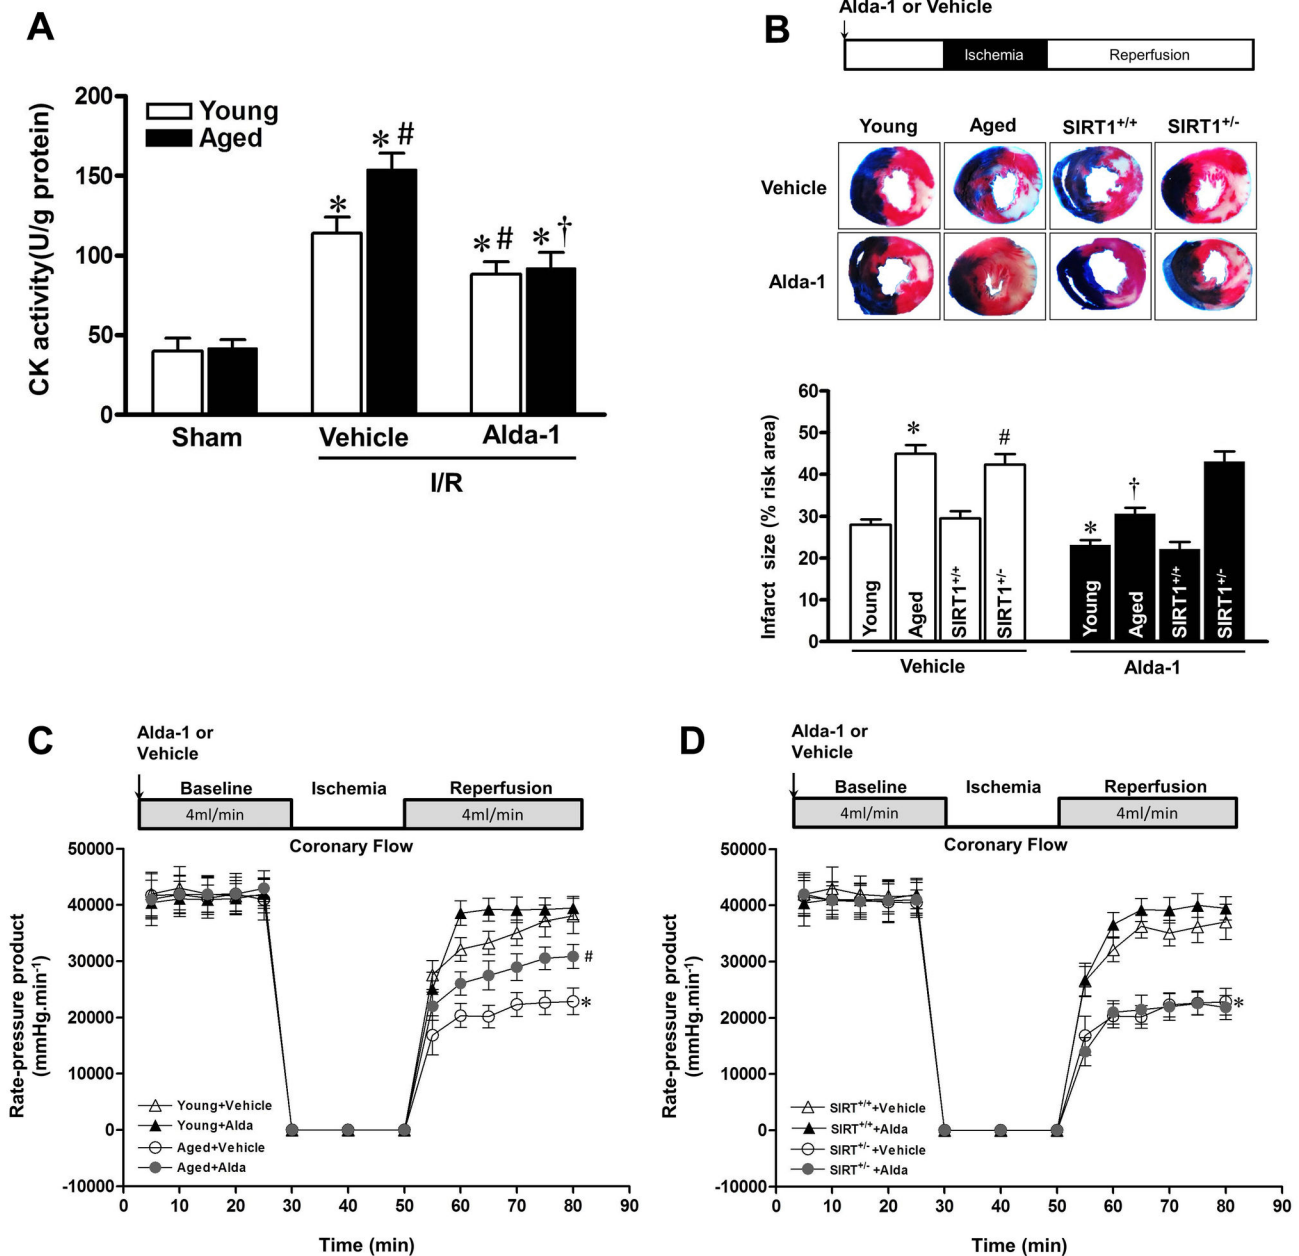 A
CK activity(U/g protein)
200
150
100
50
0
Young
Aged
*
*
#
*
#
*
†
Sham
Vehicle
Alda-1
I/R
B
Alda-1 or Vehicle
Ischemia
Reperfusion
Young
Aged
SIRT1+/+
SIRT1+/-
Vehicle
Alda-1
Infarct size (% risk area)
60
50
40
30
20
10
0
*
#
*
†
Young
Aged
SIRT1+/+
SIRT1+/-
Young
Aged
SIRT1+/+
SIRT1+/-
Vehicle
Alda-1
C
Alda-1 or
Vehicle
Baseline
Ischemia
Reperfusion
4ml/min
4ml/min
Coronary Flow
Rate-pressure product
(mmHg.min-1)
50000
40000
30000
20000
10000
0
-10000
#
*
Young+Vehicle
Young+Alda
Aged+Vehicle
Aged+Alda
0
10
20
30
40
50
60
70
80
90
Time (min)
D
Alda-1 or
Vehicle
Baseline
Ischemia
Reperfusion
4ml/min
4ml/min
Coronary Flow
Rate-pressure product
(mmHg.min-1)
50000
40000
30000
20000
10000
0
-10000
*
SIRT+/++Vehicle
SIRT+/++Alda
SIRT+/-+Vehicle
SIRT+/-+Alda
0
10
20
30
40
50
60
70
80
90
Time (min)